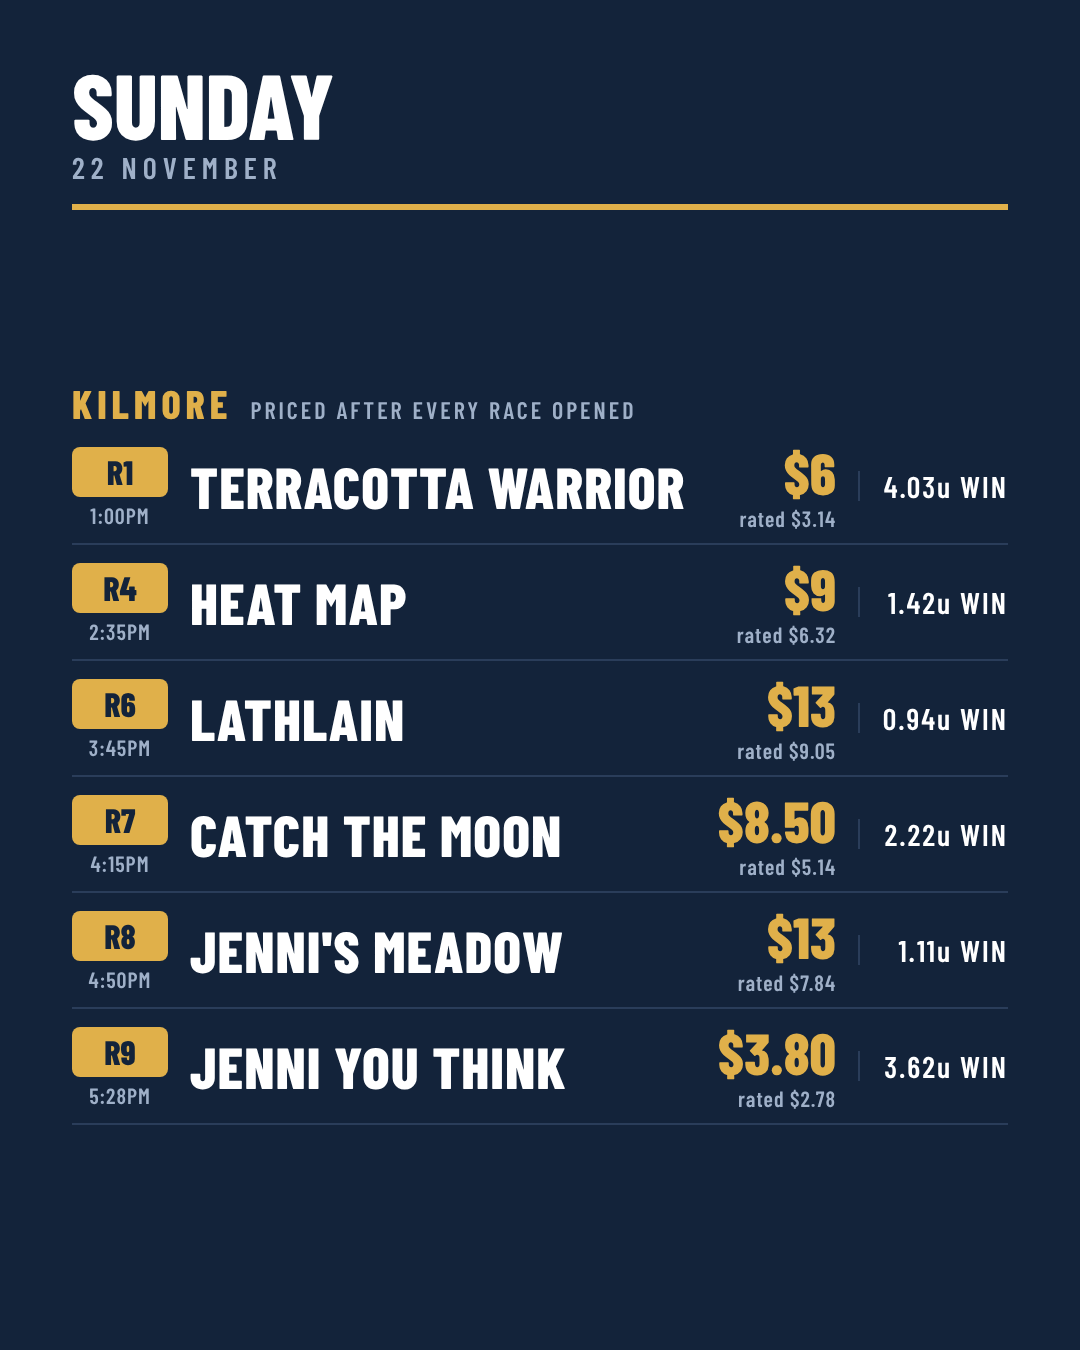 SUNDAY
22 NOVEMBER
KILMORE PRICED AFTER EVERY RACE OPENED
R1 TERRACOTTA WARRIOR $6 4.03u WIN
1:00PM rated $3.14
R4 HEAT MAP $9 1.42u WIN
2:35PM rated $6.32
R6 LATHLAIN $13 0.94u WIN
3:45PM rated $9.05
R7 CATCH THE MOON $8.50 2.22u WIN
4:15PM rated $5.14
R8 JENNI'S MEADOW $13 1.11u WIN
4:50PM rated $7.84
R9 JENNI YOU THINK $3.80 3.62u WIN
5:28PM rated $2.78